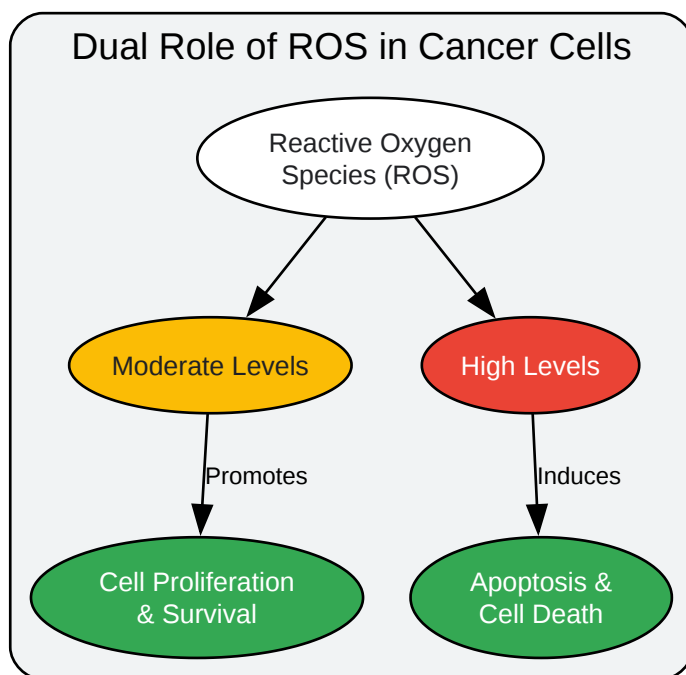 Dual Role of ROS in Cancer Cells
Reactive Oxygen
Species (ROS)
Moderate Levels
High Levels
Promotes
Induces
Cell Proliferation
& Survival
Apoptosis &
Cell Death